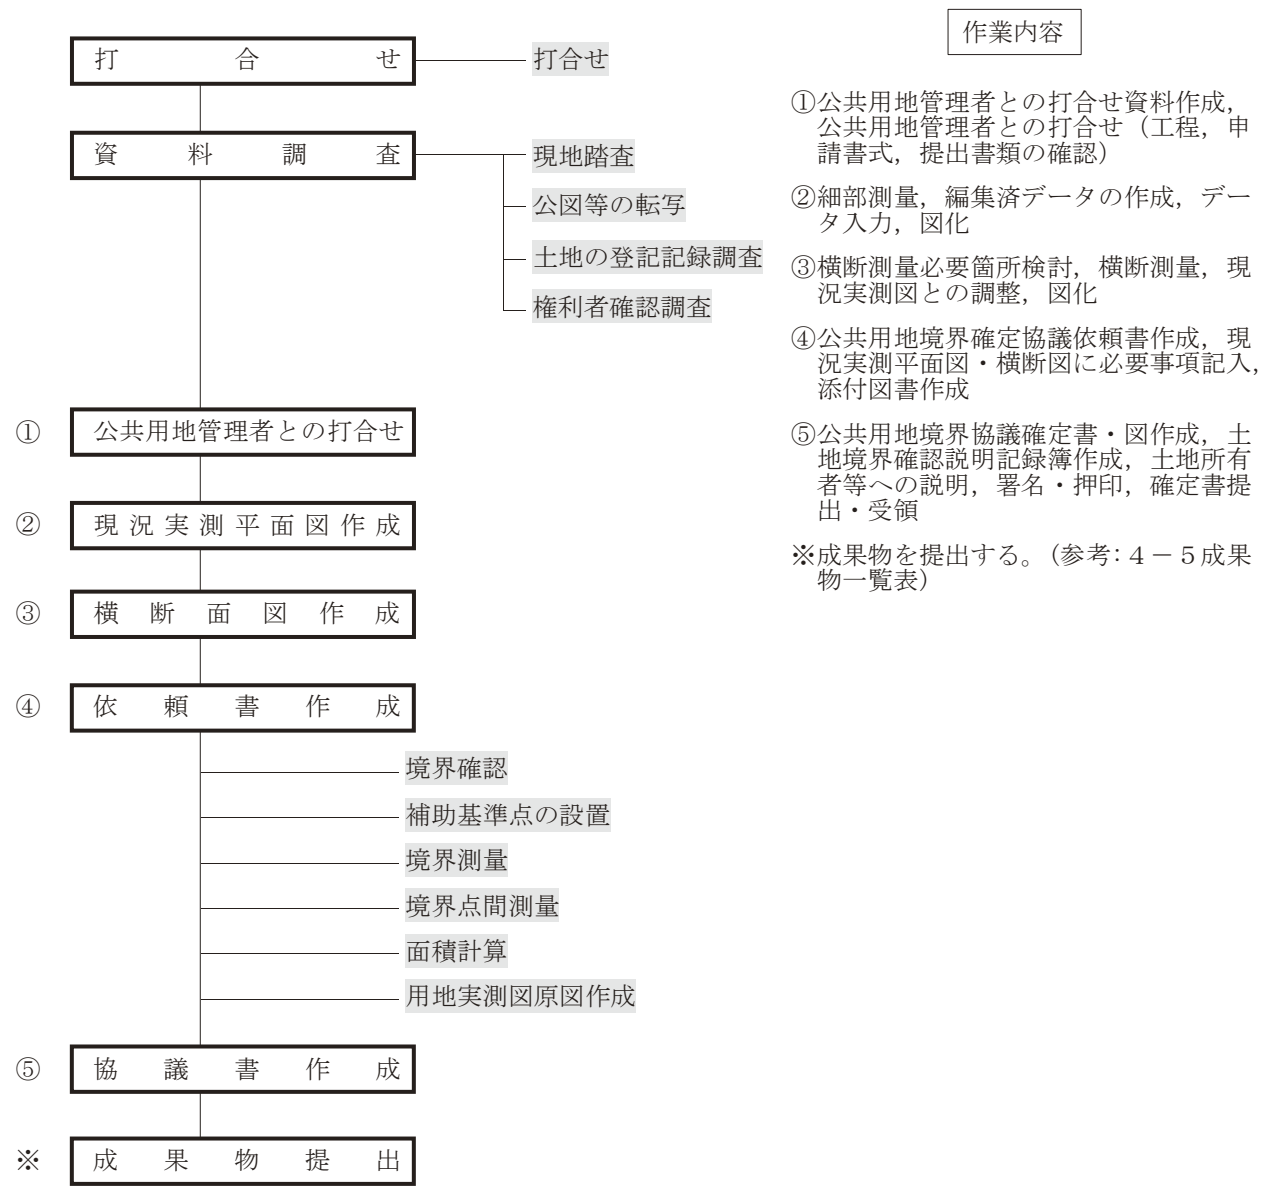 打合せ
打合せ
資料調査
現地踏査
公図等の転写
土地の登記記録調査
権利者確認調査
①
公共用地管理者との打合せ
②
現況実測平面図作成
③
横断面図作成
④
依頼書作成
境界確認
補助基準点の設置
境界測量
境界点間測量
面積計算
用地実測図原図作成
⑤
協議書作成
※
成果物提出
作業内容
①公共用地管理者との打合せ資料作成，
公共用地管理者との打合せ（工程，申
請書式，提出書類の確認）
②細部測量，編集済データの作成，デー
タ入力，図化
③横断測量必要箇所検討，横断測量，現
況実測図との調整，図化
④公共用地境界確定協議依頼書作成，現
況実測平面図・横断図に必要事項記入，
添付図書作成
⑤公共用地境界協議確定書・図作成，土
地境界確認説明記録簿作成，土地所有
者等への説明，署名・押印，確定書提
出・受領
※成果物を提出する。（参考：４－５成果
物一覧表）